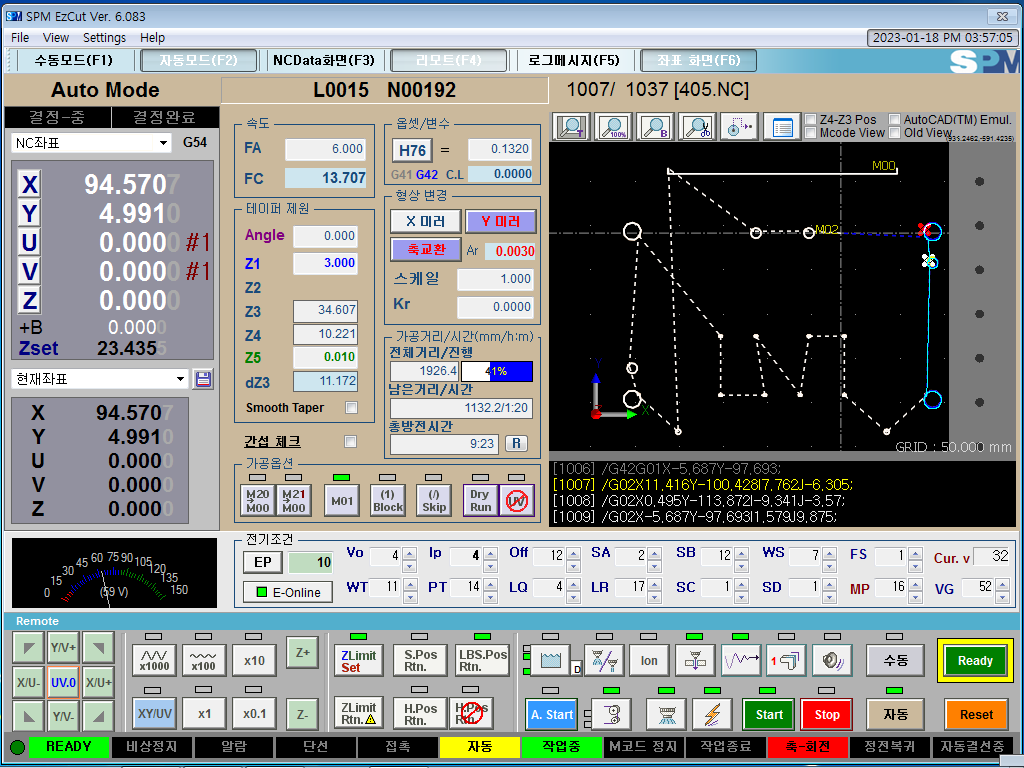 SPM EzCut Ver. 6.083
File View Settings Help
2023-01-18 PM 03:57:05
수동모드(F1) 자동모드(F2) NCData화면(F3) 리모트(F4) 로그메시지(F5) 좌표 화면(F6)
SPM
Auto Mode
L0015 N00192
1007/ 1037 [405.NC]
결정-중 결정완료
NC좌표 G54
X 94.5707
Y 4.9910
U 0.0000 #1
V 0.0000 #1
Z 0.0000
+B 0.0000
Zset 23.4355
현재좌표
X 94.5707
Y 4.9910
U 0.0000
V 0.0000
Z 0.0000
속도
FA 6.000
FC 13.707
테이퍼 제원
Angle 0.000
Z1 3.000
Z2
Z3 34.607
Z4 10.221
Z5 0.010
dZ3 11.172
Smooth Taper
간섭 체크
옵셋/변수
H76 = 0.1320
G41 G42 C.L 0.0000
형상 변경
X 미러 Y 미러
축교환 Ar 0.0030
스케일 1.000
Kr 0.0000
가공거리/시간(mm/h:m)
전체거리/진행
1926.4 41%
남은거리/시간
1132.2/1:20
총방전시간
9:23 R
가공옵션
M20 M00
M21 M00
M01
(1) Block
(/) Skip
Dry Run
UV
T 100% B
Z4-Z3 Pos AutoCAD(TM) Emul.
Mcode View Old View
M00
M02
Y
X
GRID : 50.000 mm
[1006] /G42G01X-5,687Y-97,693;
[1007] /G02X11,416Y-100,428I7,762J-6,305;
[1008] /G02X0,495Y-113,872I-9,341J-3,57;
[1009] /G02X-5,687Y-97,693I1,579J9,875;
0 15 30 45 60 75 90 105 120 135 150
(59 V)
전기조건
EP 10
E-Online
Vo 4 Ip 4 Off 12 SA 2 SB 12 WS 7 FS 1 Cur. v 32
WT 11 PT 14 LQ 4 LR 17 SC 1 SD 1 MP 16 VG 52
Remote
Y/V+
X/U- UV.0 X/U+
Y/V-
x1000 x100 x10 Z+
XY/UV x1 x0.1 Z-
ZLimit Set
S.Pos Rtn.
LBS.Pos Rtn.
ZLimit Rtn.
H.Pos Rtn.
H.Pos Rtn.
D
Ion
1
수동
Ready
A. Start
Start
Stop
자동
Reset
READY 비상정지 알람 단선 접촉 자동 작업중 M코드 정지 작업종료 축-회전 정전복귀 자동결선중